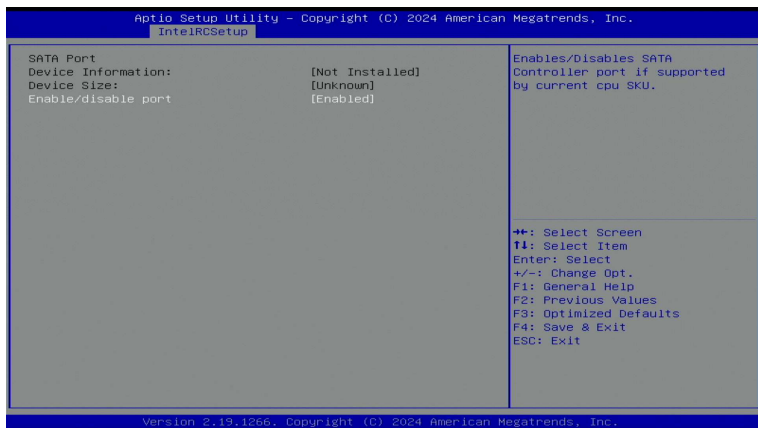 Aptio Setup Utility – Copyright (C) 2024 American Megatrends, Inc.
IntelRCSetup
SATA Port
Device Information: [Not Installed]
Device Size: [Unknown]
Enable/disable port [Enabled]
Enables/Disables SATA
Controller port if supported
by current cpu SKU.
→←: Select Screen
↑↓: Select Item
Enter: Select
+/-: Change Opt.
F1: General Help
F2: Previous Values
F3: Optimized Defaults
F4: Save & Exit
ESC: Exit
Version 2.19.1266. Copyright (C) 2024 American Megatrends, Inc.